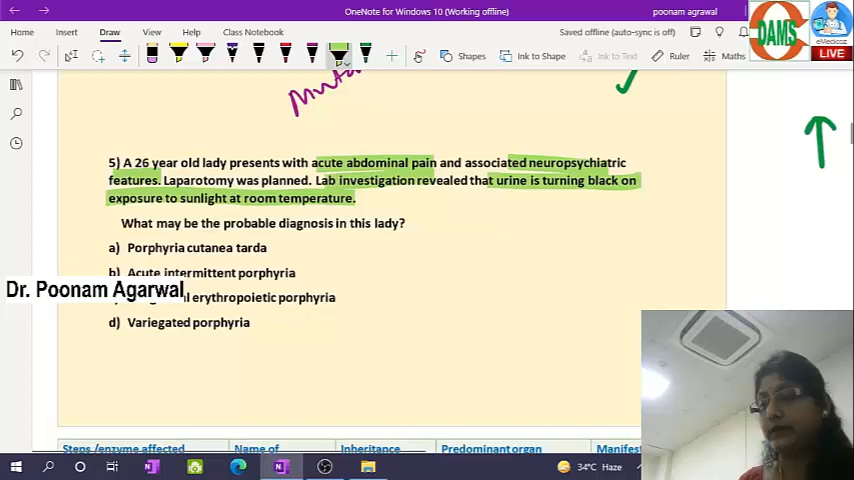 OneNote for Windows 10 (Working offline)
poonam agrawal
Home Insert Draw View Help Class Notebook
Saved offline (auto-sync is off)
Shapes Ink to Shape Ink to Text Ruler Maths
DAMS
eMedicoz
LIVE
5) A 26 year old lady presents with acute abdominal pain and associated neuropsychiatric
features. Laparotomy was planned. Lab investigation revealed that urine is turning black on
exposure to sunlight at room temperature.
What may be the probable diagnosis in this lady?
a) Porphyria cutanea tarda
b) Acute intermittent porphyria
Dr. Poonam Agarwal
erythropoietic porphyria
d) Variegated porphyria
Steps /enzyme affected Name of Inheritance Predominant organ Manifest
34°C Haze